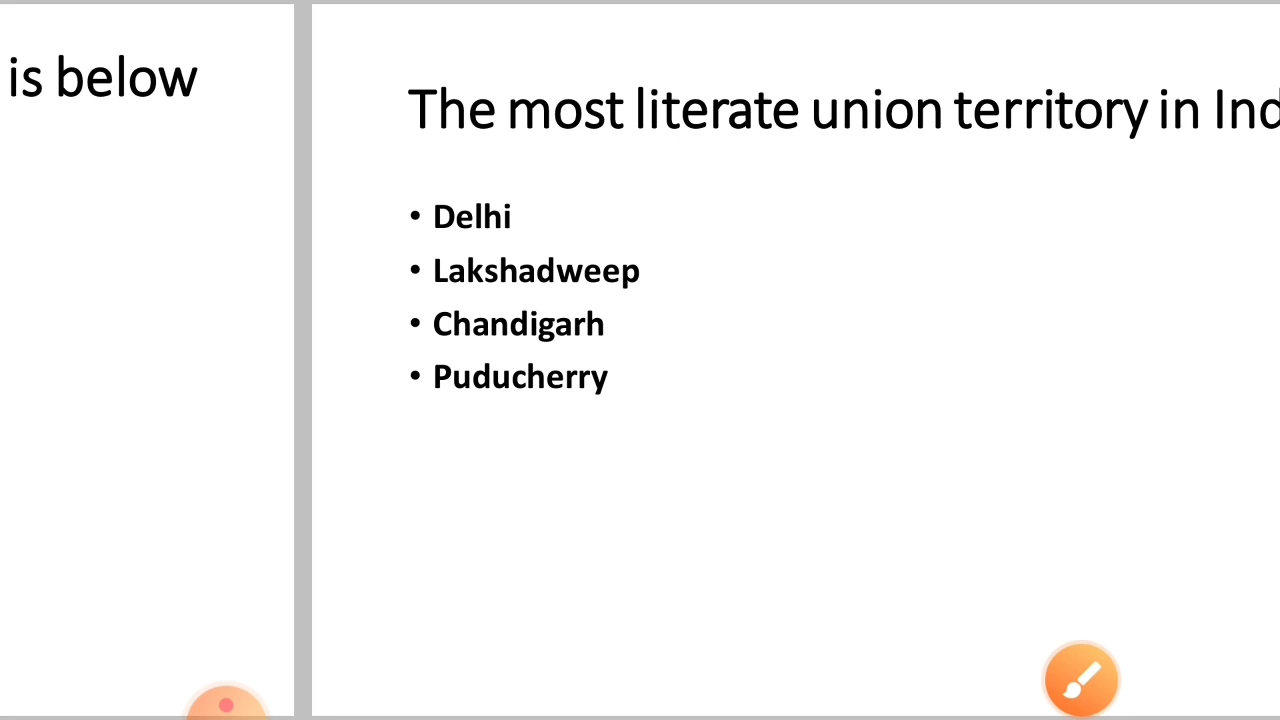 is below
The most literate union territory in Ind
• Delhi
• Lakshadweep
• Chandigarh
• Puducherry